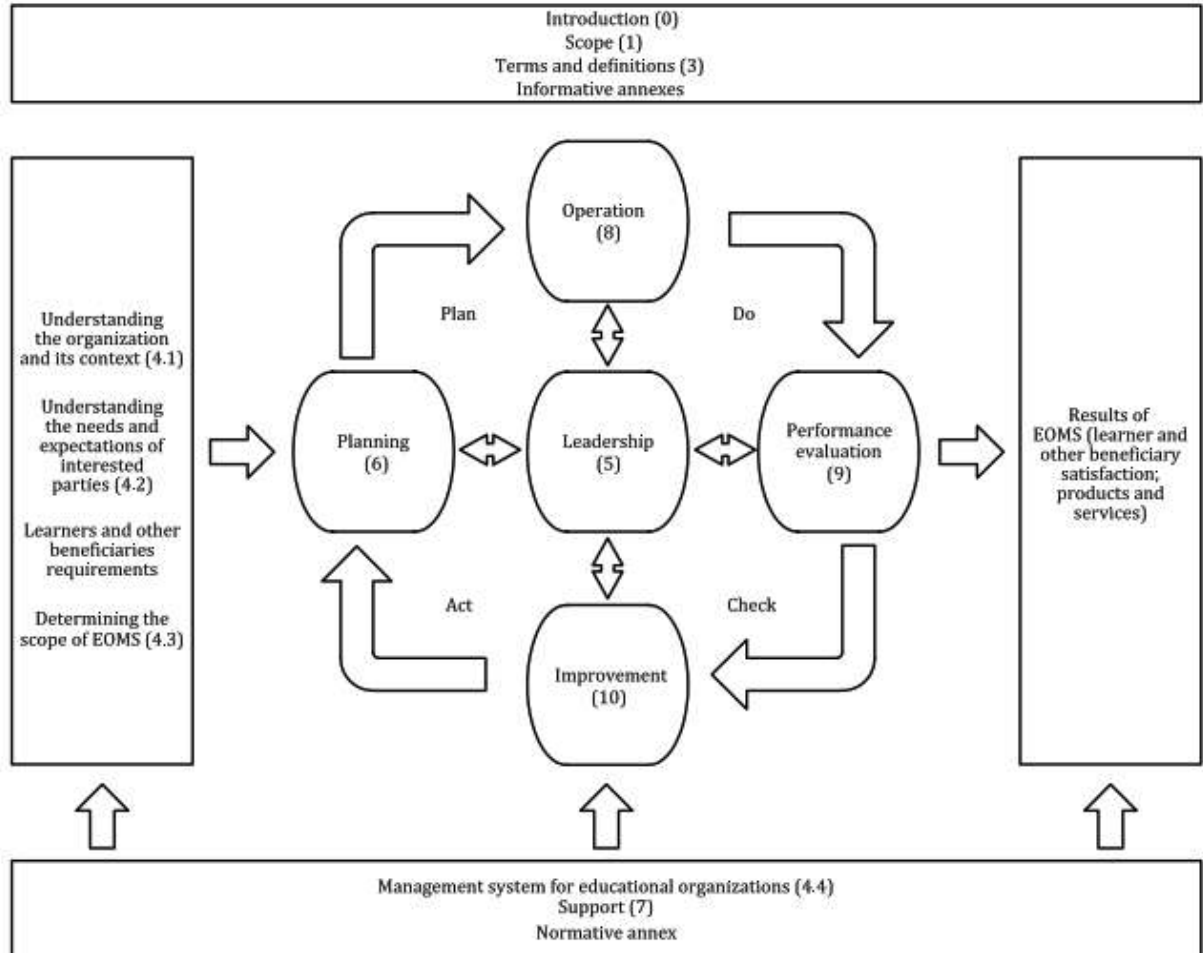 Introduction (0)
Scope (1)
Terms and definitions (3)
Informative annexes
Understanding
the organization
and its context (4.1)
Understanding
the needs and
expectations of
interested
parties (4.2)
Learners and other
beneficiaries
requirements
Determining the
scope of EOMS (4.3)
Operation
(8)
Plan
Do
Planning
(6)
Leadership
(5)
Performance
evaluation
(9)
Act
Check
Improvement
(10)
Results of
EOMS (learner and
other beneficiary
satisfaction;
products and
services)
Management system for educational organizations (4.4)
Support (7)
Normative annex